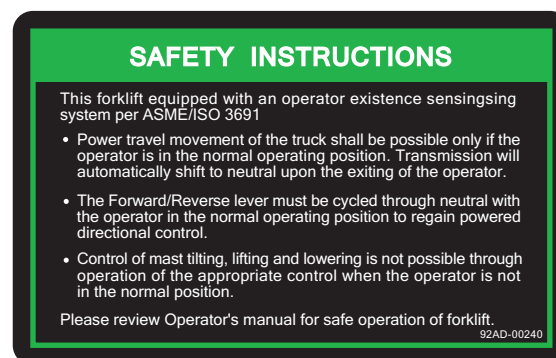 SAFETY INSTRUCTIONS
This forklift equipped with an operator existence sensingsing
system per ASME/ISO 3691
• Power travel movement of the truck shall be possible only if the
operator is in the normal operating position. Transmission will
automatically shift to neutral upon the exiting of the operator.
• The Forward/Reverse lever must be cycled through neutral with
the operator in the normal operating position to regain powered
directional control.
• Control of mast tilting, lifting and lowering is not possible through
operation of the appropriate control when the operator is not
in the normal position.
Please review Operator's manual for safe operation of forklift.
92AD-00240